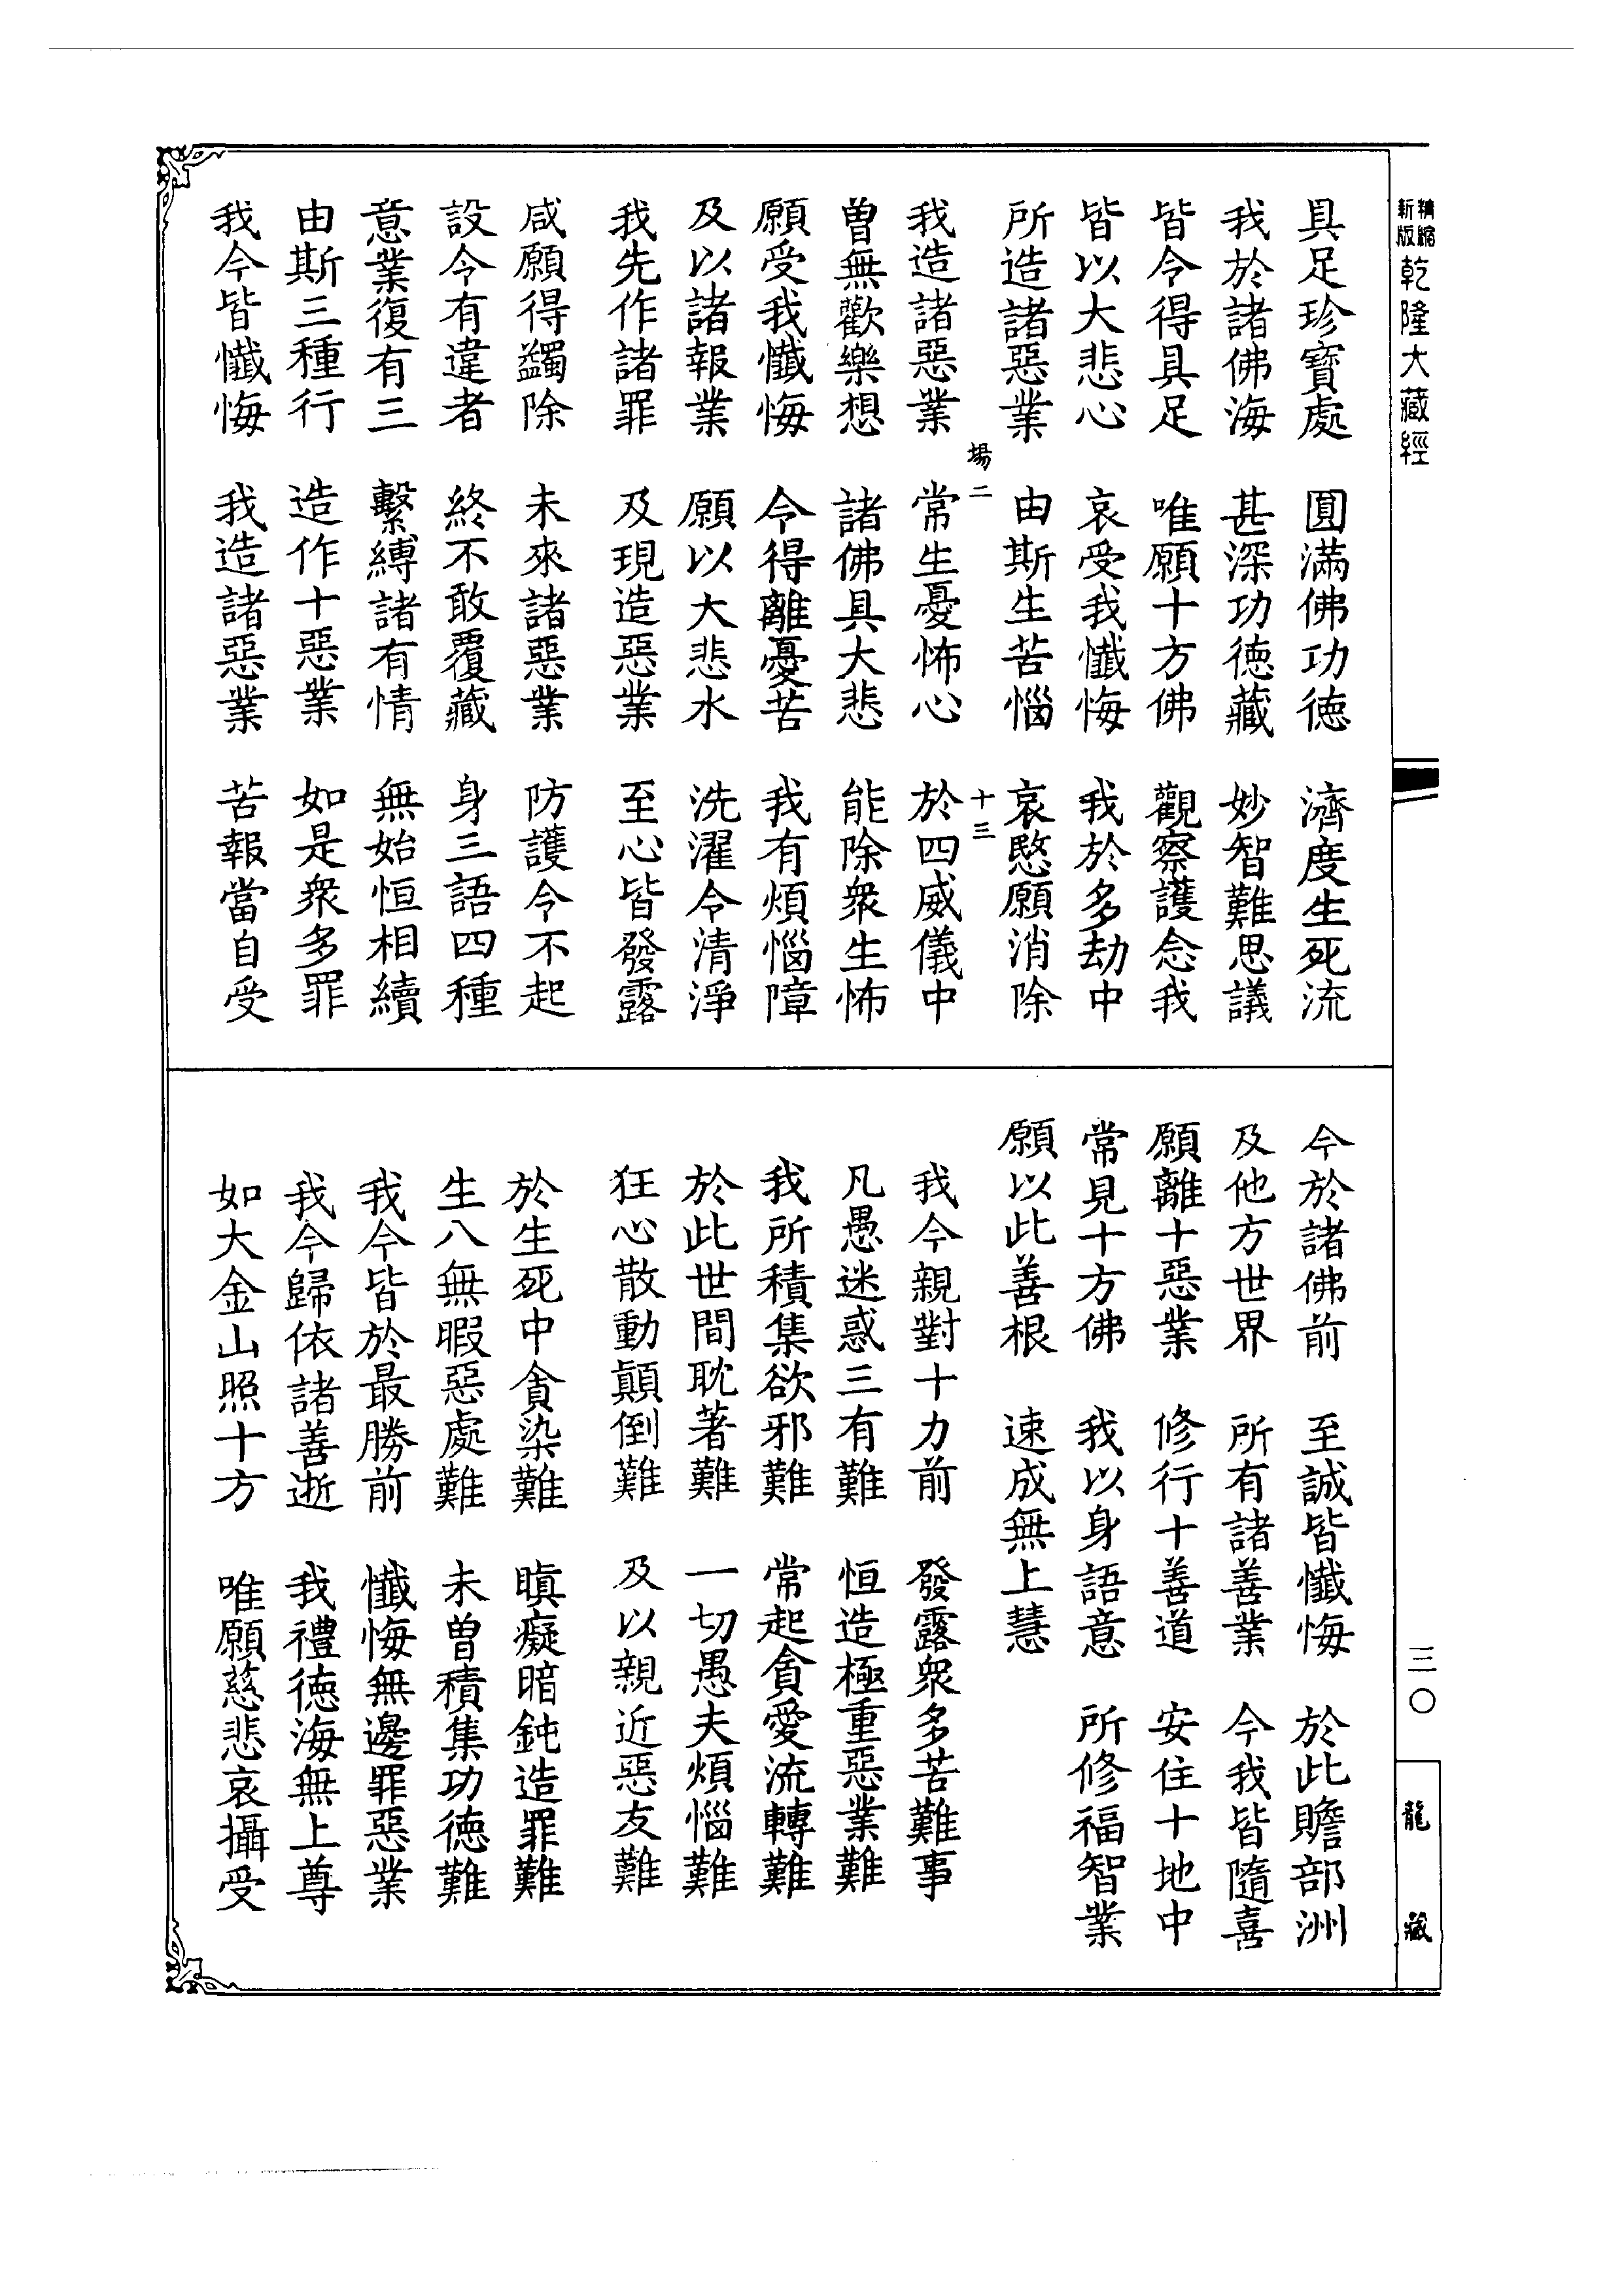 精縮新版乾隆大藏經
具足珍寶處　圓滿佛功德　濟度生死流
我於諸佛海　甚深功德藏　妙智難思議
皆令得具足　唯願十方佛　觀察護念我
皆以大悲心　哀受我懺悔　我於多劫中
所造諸惡業　由斯生苦惱　哀愍願消除
場二　十三
我造諸惡業　常生憂怖心　於四威儀中
曾無歡樂想　諸佛具大悲　能除眾生怖
願受我懺悔　令得離憂苦　我有煩惱障
及以諸報業　願以大悲水　洗濯令清淨
我先作諸罪　及現造惡業　至心皆發露
咸願得蠲除　未來諸惡業　防護令不起
設令有違者　終不敢覆藏　身三語四種
意業復有三　繫縛諸有情　無始恒相續
由斯三種行　造作十惡業　如是眾多罪
我今皆懺悔　我造諸惡業　苦報當自受
今於諸佛前　至誠皆懺悔　於此贍部洲
及他方世界　所有諸善業　今我皆隨喜
願離十惡業　修行十善道　安住十地中
常見十方佛　我以身語意　所修福智業
願以此善根　速成無上慧
我今親對十力前　發露眾多苦難事
凡愚迷惑三有難　恒造極重惡業難
我所積集欲邪難　常起貪愛流轉難
於此世間耽著難　一切愚夫煩惱難
狂心散動顛倒難　及以親近惡友難
於生死中貪染難　瞋癡暗鈍造罪難
生八無暇惡處難　未曾積集功德難
我今皆於最勝前　懺悔無邊罪惡業
我今歸依諸善逝　我禮德海無上尊
如大金山照十方　唯願慈悲哀攝受
三〇
龍藏